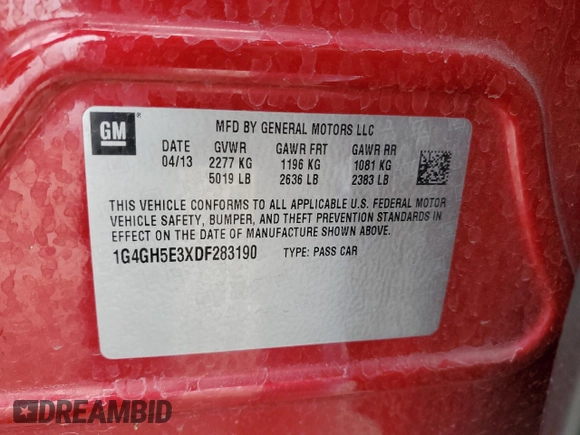 GM
MFD BY GENERAL MOTORS LLC
DATE GVWR GAWR FRT GAWR RR
04/13 2277 KG 1196 KG 1081 KG
5019 LB 2636 LB 2383 LB
THIS VEHICLE CONFORMS TO ALL APPLICABLE U.S. FEDERAL MOTOR
VEHICLE SAFETY, BUMPER, AND THEFT PREVENTION STANDARDS IN
EFFECT ON THE DATE OF MANUFACTURE SHOWN ABOVE.
1G4GH5E3XDF283190 TYPE: PASS CAR
DREAMBID